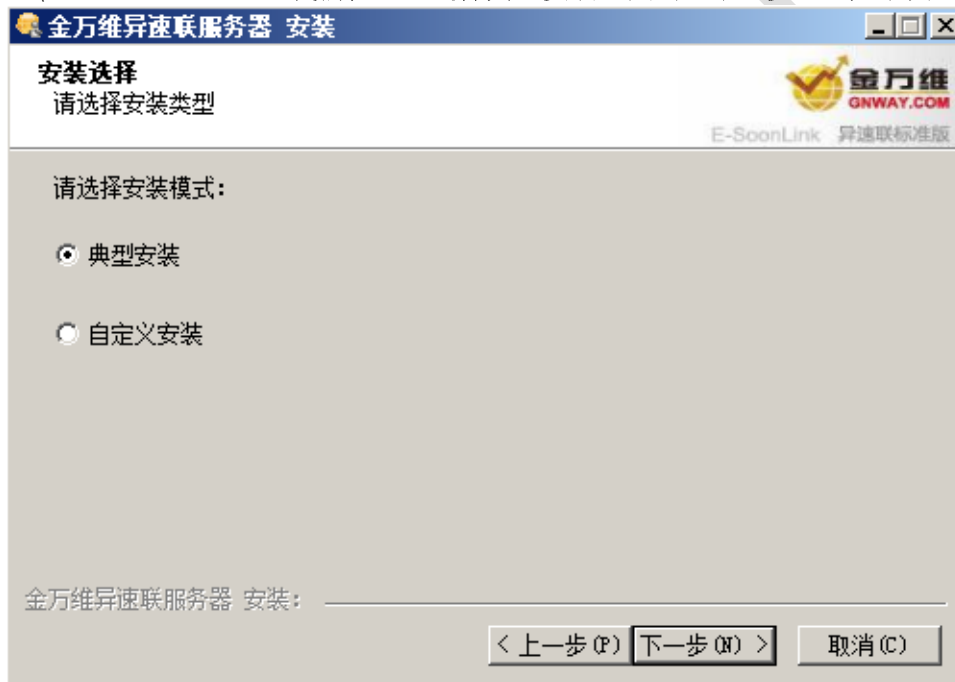 金万维异速联服务器 安装
安装选择
请选择安装类型
金万维
GNWAY.COM
E-SoonLink 异速联标准版
请选择安装模式:
典型安装
自定义安装
金万维异速联服务器 安装:
< 上一步(P)
下一步(N) >
取消(C)